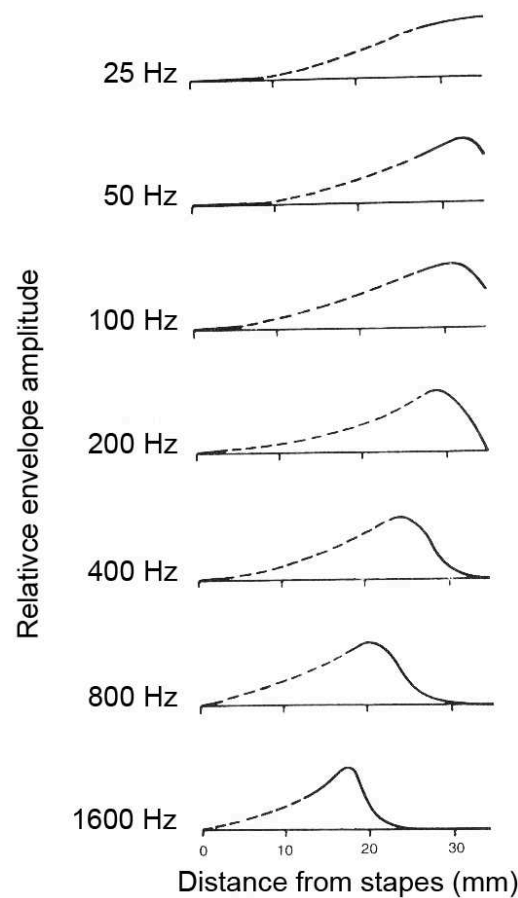 25 Hz
50 Hz
100 Hz
200 Hz
400 Hz
800 Hz
1600 Hz
Relativce envelope amplitude
0 10 20 30
Distance from stapes (mm)